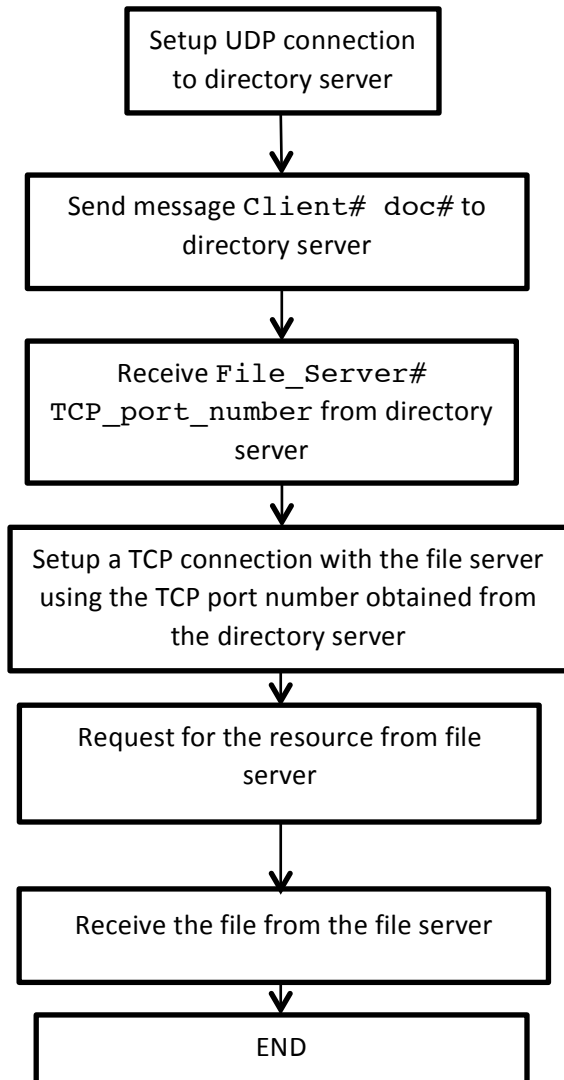 Setup UDP connection
to directory server
Send message Client# doc# to
directory server
Receive File_Server#
TCP_port_number from directory
server
Setup a TCP connection with the file server
using the TCP port number obtained from
the directory server
Request for the resource from file
server
Receive the file from the file server
END